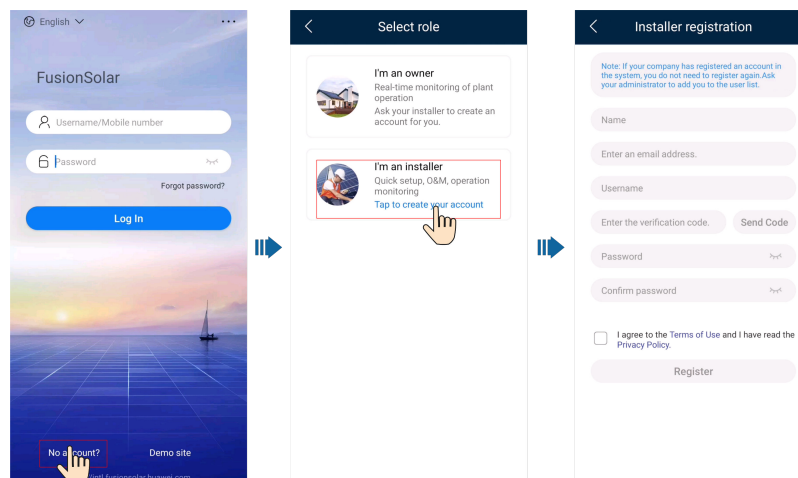 English
FusionSolar
Username/Mobile number
Password
Forgot password?
Log In
No account?
Demo site
intl.fusionsolar.huawei.com
Select role
I'm an owner
Real-time monitoring of plant
operation
Ask your installer to create an
account for you.
I'm an installer
Quick setup, O&M, operation
monitoring
Tap to create your account
Installer registration
Note: If your company has registered an account in
the system, you do not need to register again.Ask
your administrator to add you to the user list.
Name
Enter an email address.
Username
Enter the verification code.
Send Code
Password
Confirm password
I agree to the Terms of Use and I have read the
Privacy Policy.
Register